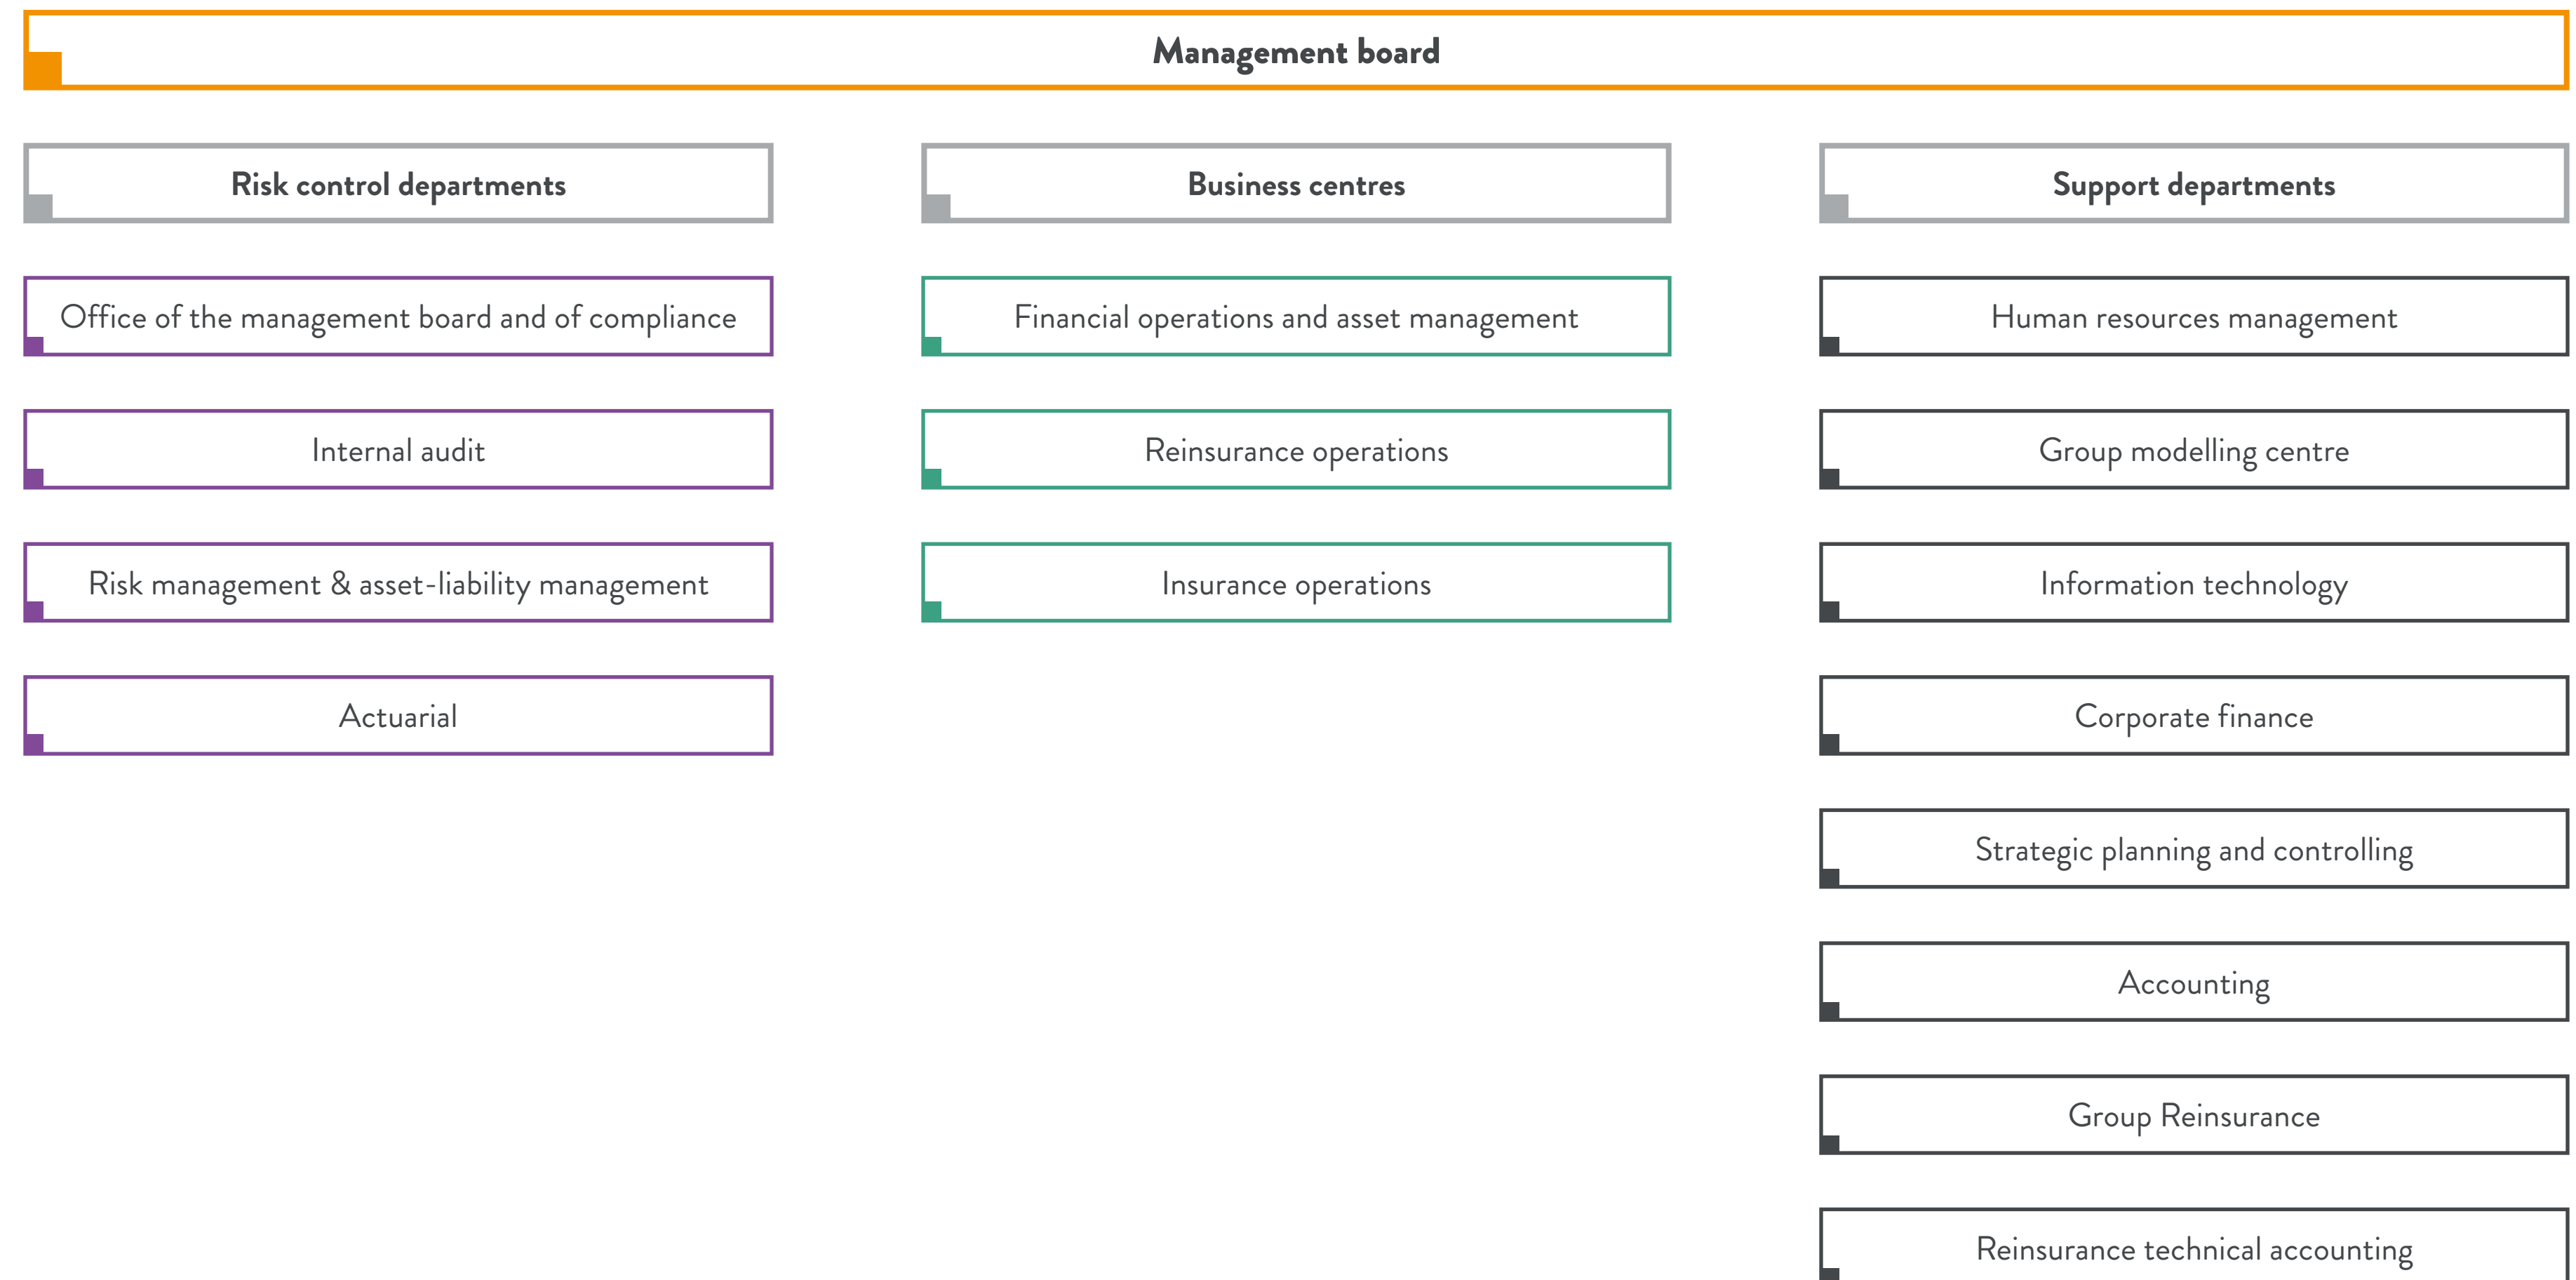 Management board
Risk control departments
Business centres
Support departments
Office of the management board and of compliance
Financial operations and asset management
Human resources management
Internal audit
Reinsurance operations
Group modelling centre
Risk management & asset-liability management
Insurance operations
Information technology
Actuarial
Corporate finance
Strategic planning and controlling
Accounting
Group Reinsurance
Reinsurance technical accounting